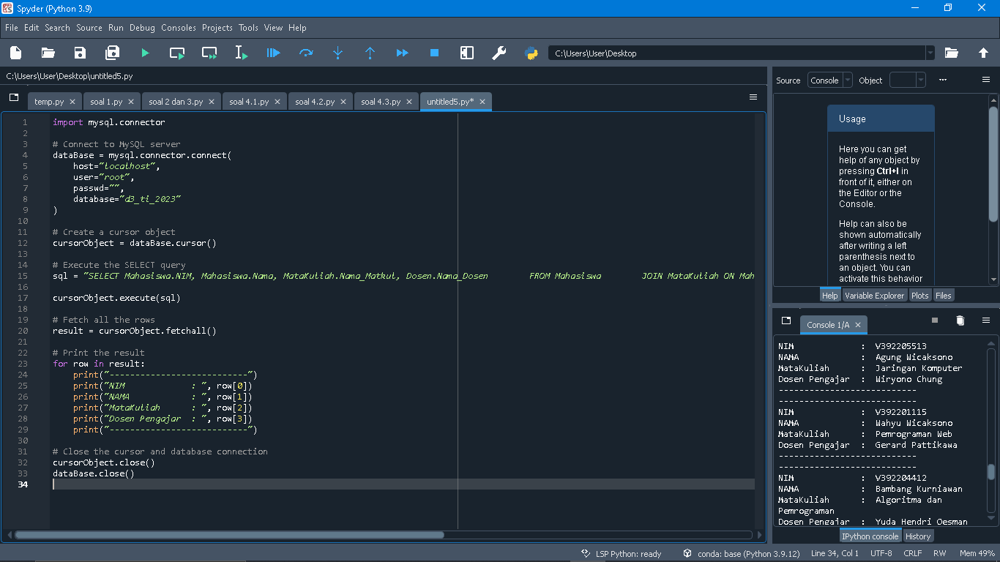 Spyder (Python 3.9)
File Edit Search Source Run Debug Consoles Projects Tools View Help
C:\Users\User\Desktop
C:\Users\User\Desktop\untitled5.py
temp.py soal 1.py soal 2 dan 3.py soal 4.1.py soal 4.2.py soal 4.3.py untitled5.py*
1 import mysql.connector
2
3 # Connect to MySQL server
4 dataBase = mysql.connector.connect(
5     host="localhost",
6     user="root",
7     passwd="",
8     database="d3_ti_2023"
9 )
10
11 # Create a cursor object
12 cursorObject = dataBase.cursor()
13
14 # Execute the SELECT query
15 sql = "SELECT Mahasiswa.NIM, Mahasiswa.Nama, MataKuliah.Nama_Matkul, Dosen.Nama_Dosen        FROM Mahasiswa        JOIN MataKuliah ON Mah
16
17 cursorObject.execute(sql)
18
19 # Fetch all the rows
20 result = cursorObject.fetchall()
21
22 # Print the result
23 for row in result:
24     print("---------------------------")
25     print("NIM             : ", row[0])
26     print("NAMA            : ", row[1])
27     print("MataKuliah      : ", row[2])
28     print("Dosen Pengajar  : ", row[3])
29     print("---------------------------")
30
31 # Close the cursor and database connection
32 cursorObject.close()
33 dataBase.close()
34
Source Console Object
Usage
Here you can get
help of any object by
pressing Ctrl+I in
front of it, either on
the Editor or the
Console.
Help can also be
shown automatically
after writing a left
parenthesis next to
an object. You can
activate this behavior
Help Variable Explorer Plots Files
Console 1/A
NIM             :  V392205513
NAMA            :  Agung Wicaksono
MataKuliah      :  Jaringan Komputer
Dosen Pengajar  :  Wiryono Chung
---------------------------
---------------------------
NIM             :  V392201115
NAMA            :  Wahyu Wicaksono
MataKuliah      :  Pemrograman Web
Dosen Pengajar  :  Gerard Pattikawa
---------------------------
---------------------------
NIM             :  V392204412
NAMA            :  Bambang Kurniawan
MataKuliah      :  Algoritma dan
Pemrograman
Dosen Pengajar  :  Yuda Hendri Oesman
IPython console History
LSP Python: ready conda: base (Python 3.9.12) Line 34, Col 1 UTF-8 CRLF RW Mem 49%